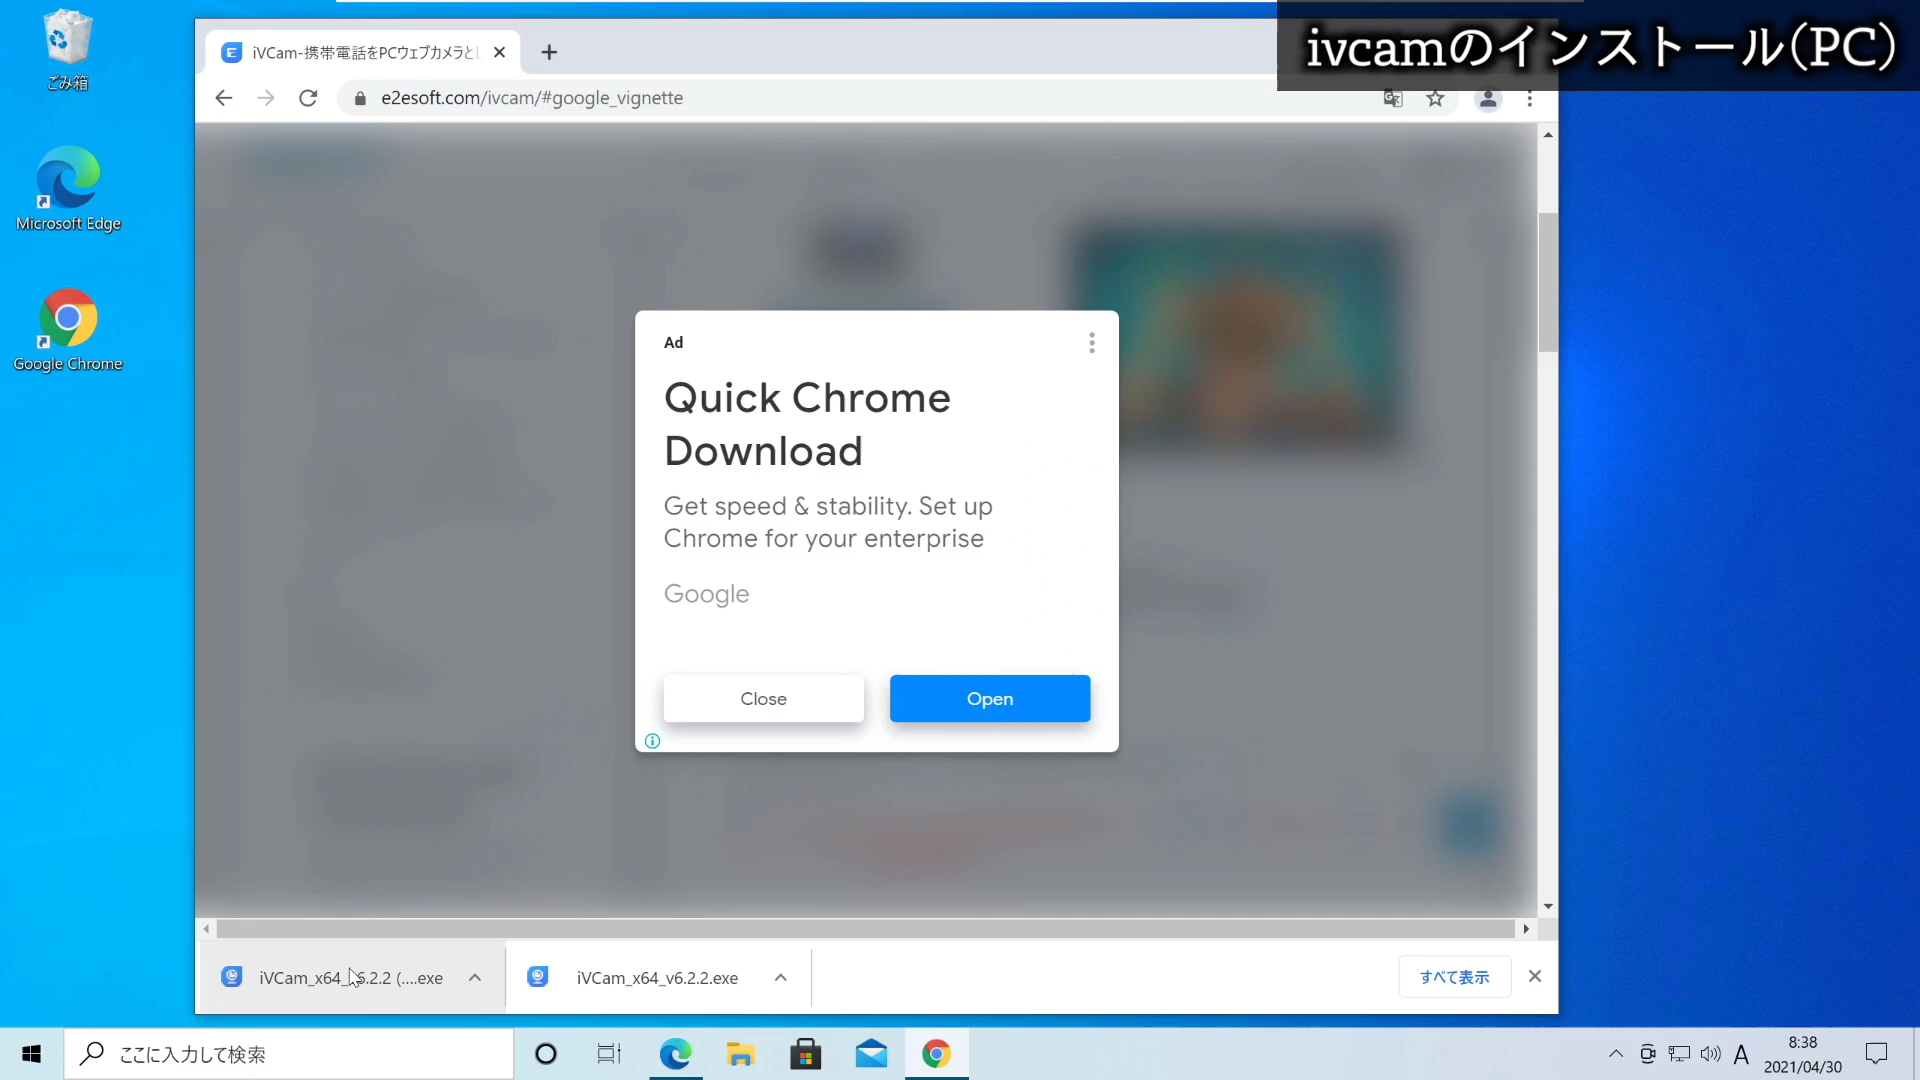 ごみ箱
Microsoft Edge
Google Chrome
ivcamのインストール(PC)
iVCam-携帯電話をPCウェブカメラと
e2esoft.com/ivcam/#google_vignette
Ad
Quick Chrome
Download
Get speed & stability. Set up
Chrome for your enterprise
Google
Close
Open
iVCam_x64_v6.2.2 (....exe
iVCam_x64_v6.2.2.exe
すべて表示
ここに入力して検索
A
8:38
2021/04/30